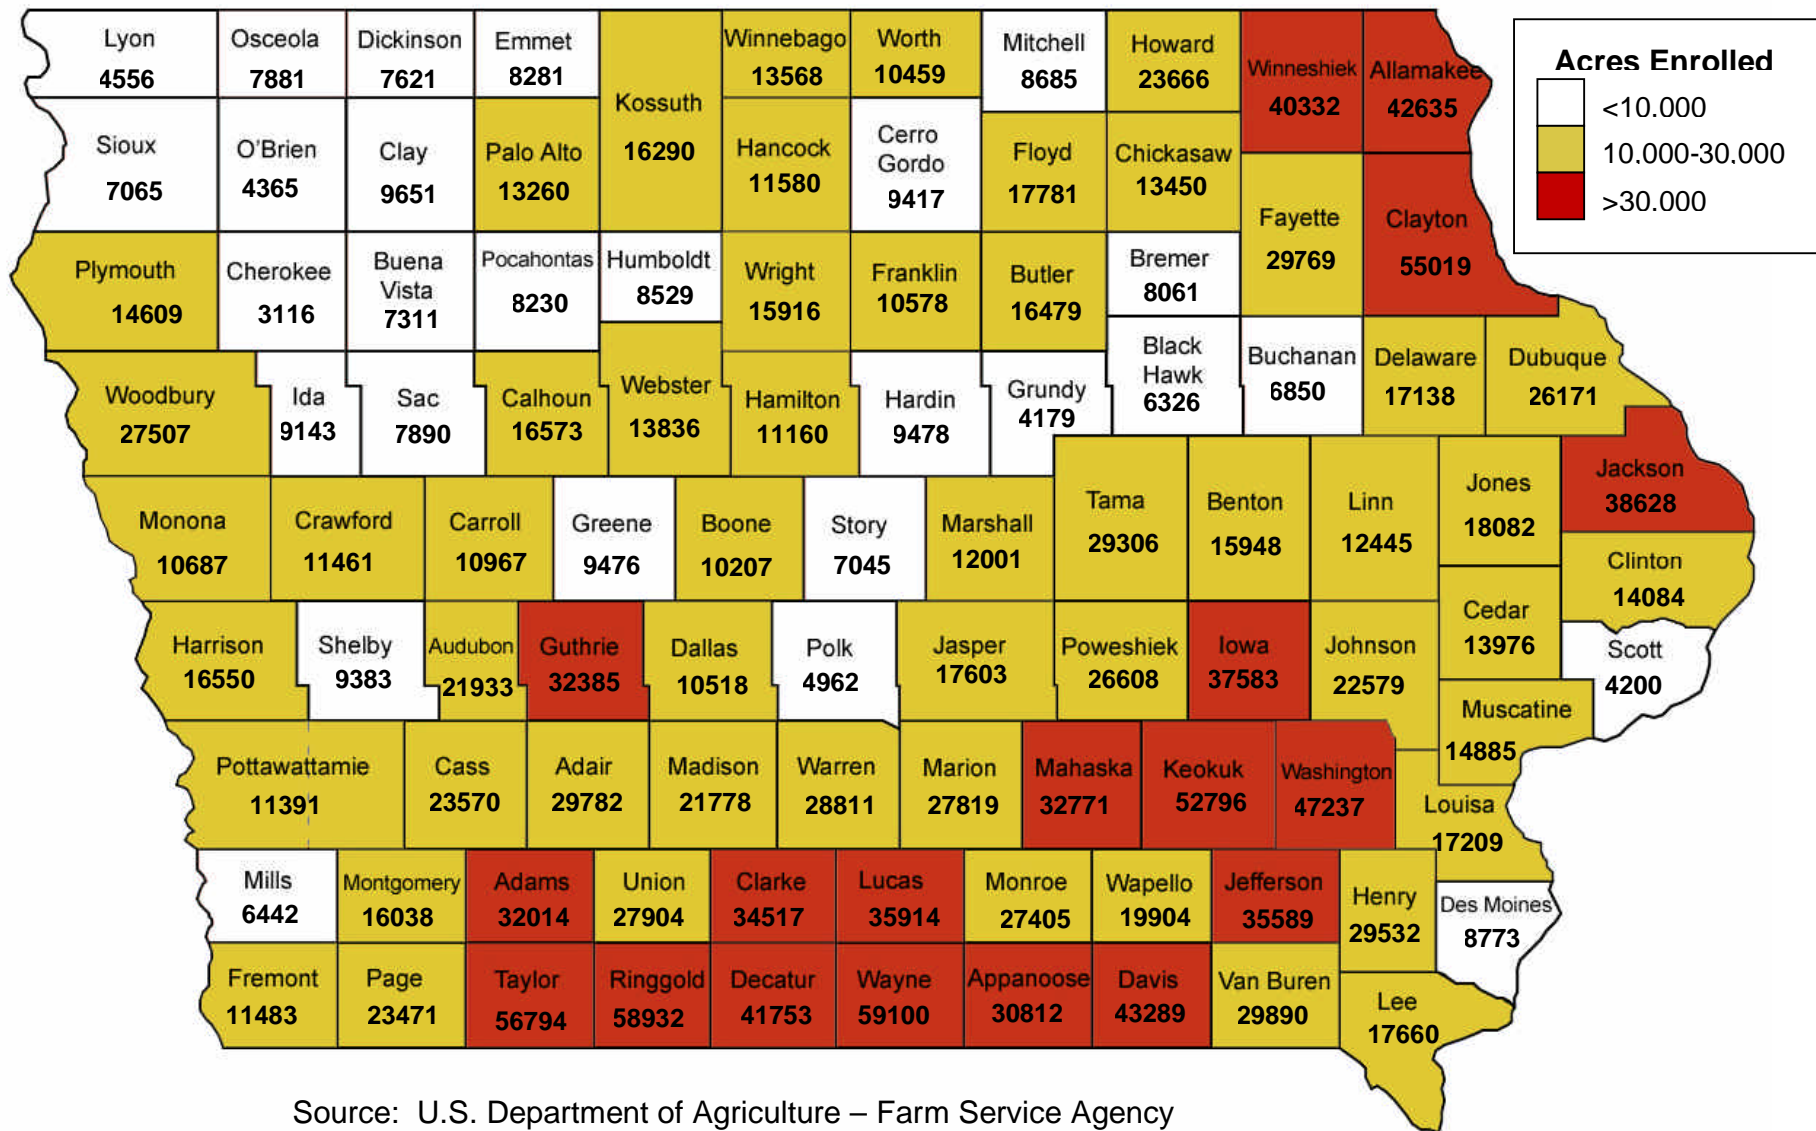 Lyon
4556
Osceola
7881
Dickinson
7621
Emmet
8281
Kossuth
16290
Winnebago
13568
Worth
10459
Mitchell
8685
Howard
23666
Winneshiek
40332
Allamakee
42635
Acres Enrolled
<10.000
10,000-30.000
>30.000
Sioux
7065
O'Brien
4365
Clay
9651
Palo Alto
13260
Hancock
11580
Cerro
Gordo
9417
Floyd
17781
Chickasaw
13450
Fayette
29769
Clayton
55019
Plymouth
14609
Cherokee
3116
Buena
Vista
7311
Pocahontas
8230
Humboldt
8529
Wright
15916
Franklin
10578
Butler
16479
Bremer
8061
Woodbury
27507
Ida
9143
Sac
7890
Calhoun
16573
Webster
13836
Hamilton
11160
Hardin
9478
Grundy
4179
Black
Hawk
6326
Buchanan
6850
Delaware
17138
Dubuque
26171
Monona
10687
Crawford
11461
Carroll
10967
Greene
9476
Boone
10207
Story
7045
Marshall
12001
Tama
29306
Benton
15948
Linn
12445
Jones
18082
Jackson
38628
Clinton
14084
Harrison
16550
Shelby
9383
Audubon
21933
Guthrie
32385
Dallas
10518
Polk
4962
Jasper
17603
Poweshiek
26608
Iowa
37583
Johnson
22579
Cedar
13976
Scott
4200
Muscatine
14885
Pottawattamie
11391
Cass
23570
Adair
29782
Madison
21778
Warren
28811
Marion
27819
Mahaska
32771
Keokuk
52796
Washington
47237
Louisa
17209
Mills
6442
Montgomery
16038
Adams
32014
Union
27904
Clarke
34517
Lucas
35914
Monroe
27405
Wapello
19904
Jefferson
35589
Henry
29532
Des Moines
8773
Fremont
11483
Page
23471
Taylor
56794
Ringgold
58932
Decatur
41753
Wayne
59100
Appanoose
30812
Davis
43289
Van Buren
29890
Lee
17660
Source: U.S. Department of Agriculture – Farm Service Agency